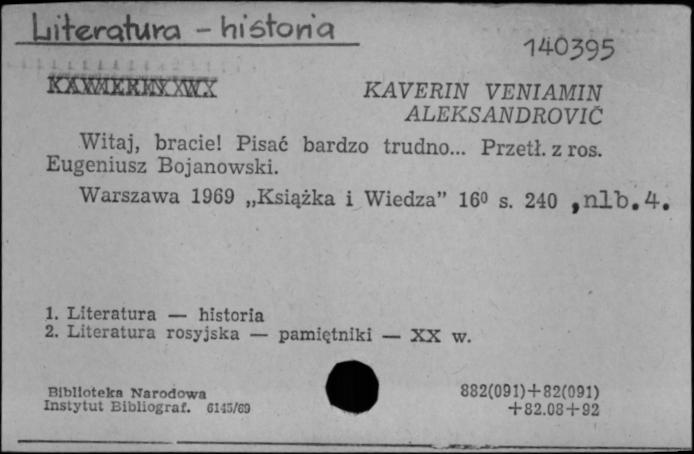 Literatura - historia
140395
KAVERIN VENIAMIN
ALEKSANDROVIČ
Witaj, bracie! Pisać bardzo trudno... Przetł. z ros.
Eugeniusz Bojanowski.
Warszawa 1969 „Książka i Wiedza” 16⁰ s. 240 , nlb. 4.
1. Literatura — historia
2. Literatura rosyjska — pamiętniki — XX w.
Biblioteka Narodowa
Instytut Bibliograf. 6145/69
882(091)+82(091)
+82.08+92